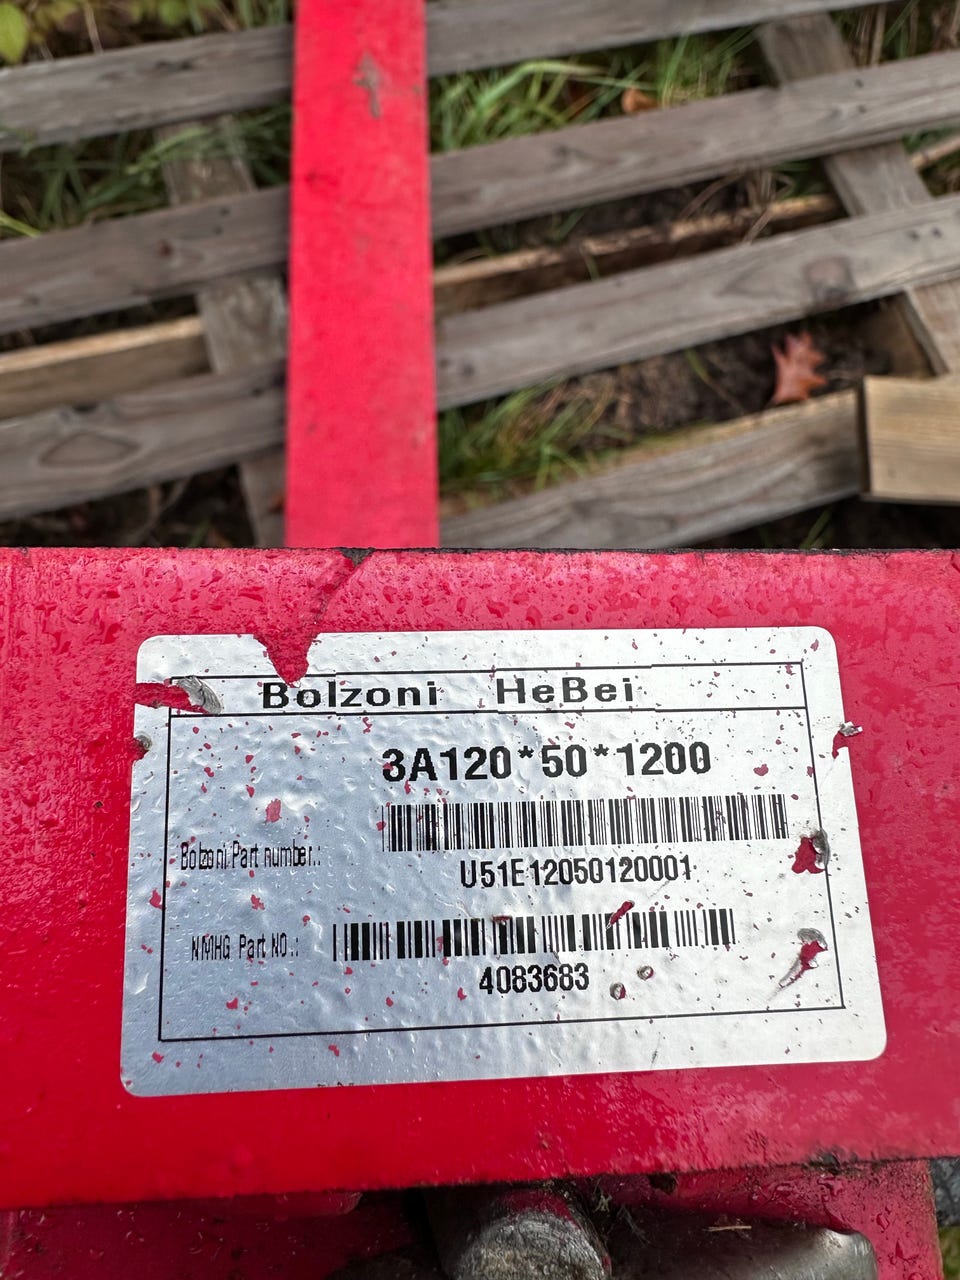 Bolzoni HeBei
3A120*50*1200
Bolzoni Part number.:
U51E12050120001
NMHG Part NO.:
4083683